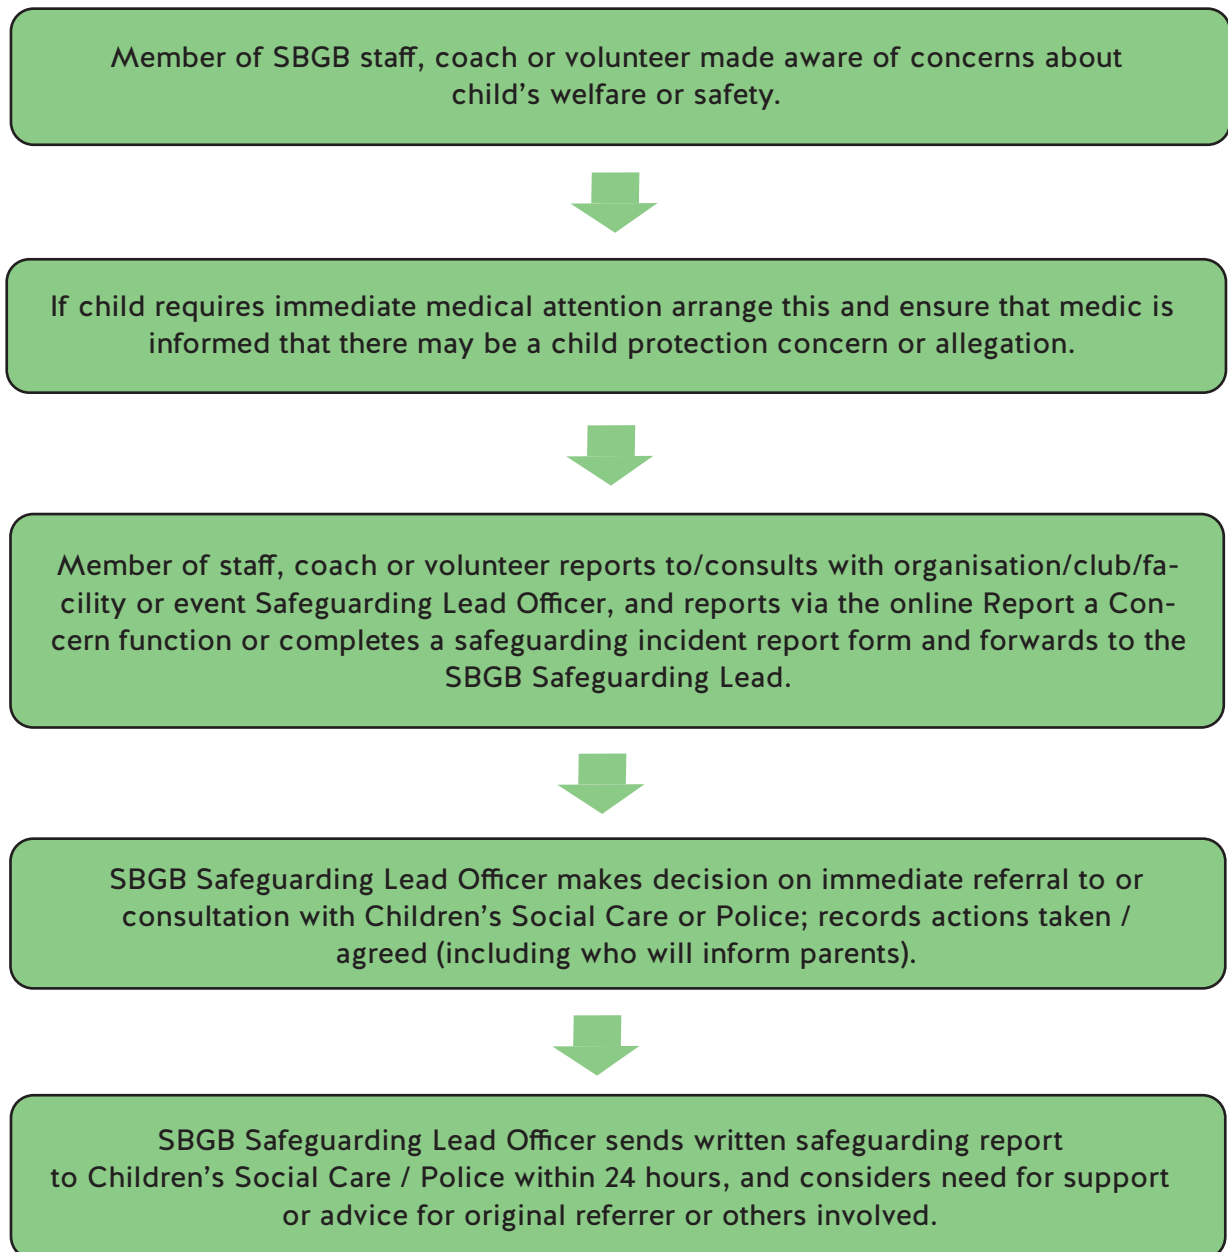 Member of SBGB staff, coach or volunteer made aware of concerns about
child’s welfare or safety.
If child requires immediate medical attention arrange this and ensure that medic is
informed that there may be a child protection concern or allegation.
Member of staff, coach or volunteer reports to/consults with organisation/club/fa-
cility or event Safeguarding Lead Officer, and reports via the online Report a Con-
cern function or completes a safeguarding incident report form and forwards to the
SBGB Safeguarding Lead.
SBGB Safeguarding Lead Officer makes decision on immediate referral to or
consultation with Children’s Social Care or Police; records actions taken /
agreed (including who will inform parents).
SBGB Safeguarding Lead Officer sends written safeguarding report
to Children’s Social Care / Police within 24 hours, and considers need for support
or advice for original referrer or others involved.